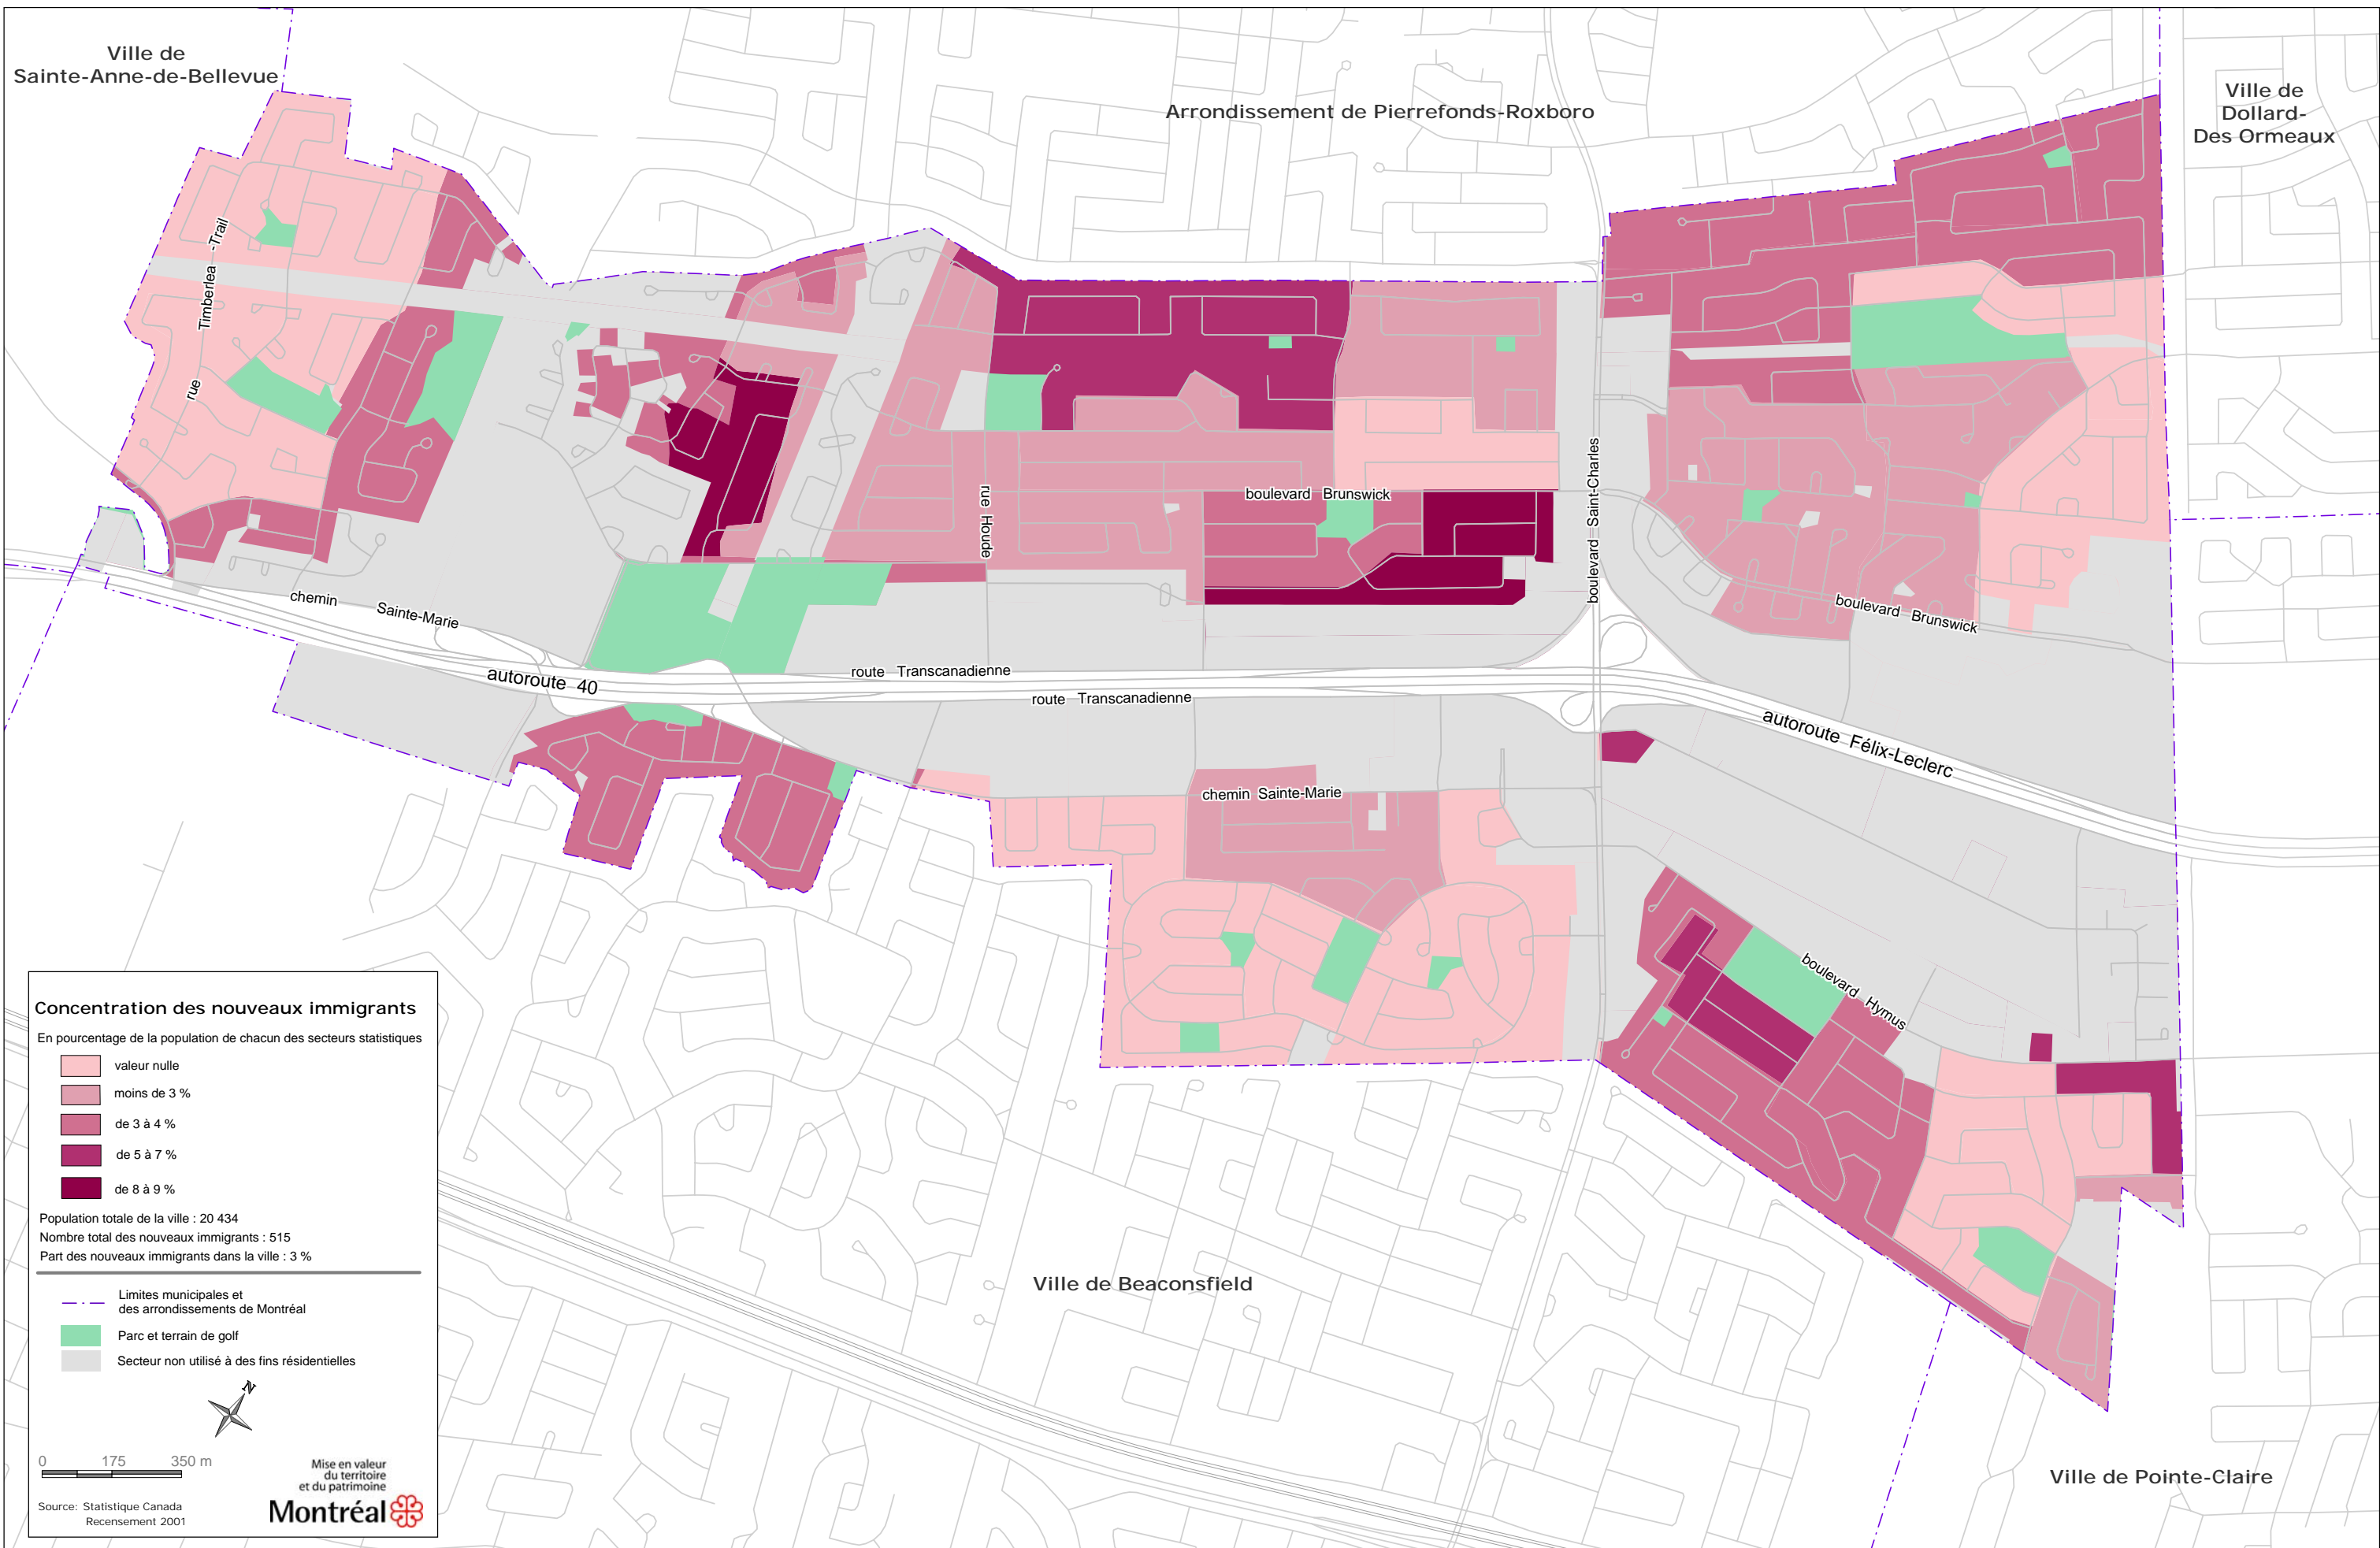 Ville de
Sainte-Anne-de-Bellevue
Arrondissement de Pierrefonds-Roxboro
Ville de
Dollard-
Des Ormeaux
rue Timberlea -Trail
rue Houde
boulevard Brunswick
boulevard Saint-Charles
boulevard Brunswick
chemin Sainte-Marie
autoroute 40
route Transcanadienne
route Transcanadienne
autoroute Félix-Leclerc
chemin Sainte-Marie
boulevard Hymus
Ville de Beaconsfield
Ville de Pointe-Claire
Concentration des nouveaux immigrants
En pourcentage de la population de chacun des secteurs statistiques
valeur nulle
moins de 3 %
de 3 à 4 %
de 5 à 7 %
de 8 à 9 %
Population totale de la ville : 20 434
Nombre total des nouveaux immigrants : 515
Part des nouveaux immigrants dans la ville : 3 %
Limites municipales et
des arrondissements de Montréal
Parc et terrain de golf
Secteur non utilisé à des fins résidentielles
N
0 175 350 m
Mise en valeur
du territoire
et du patrimoine
Montréal
Source: Statistique Canada
Recensement 2001